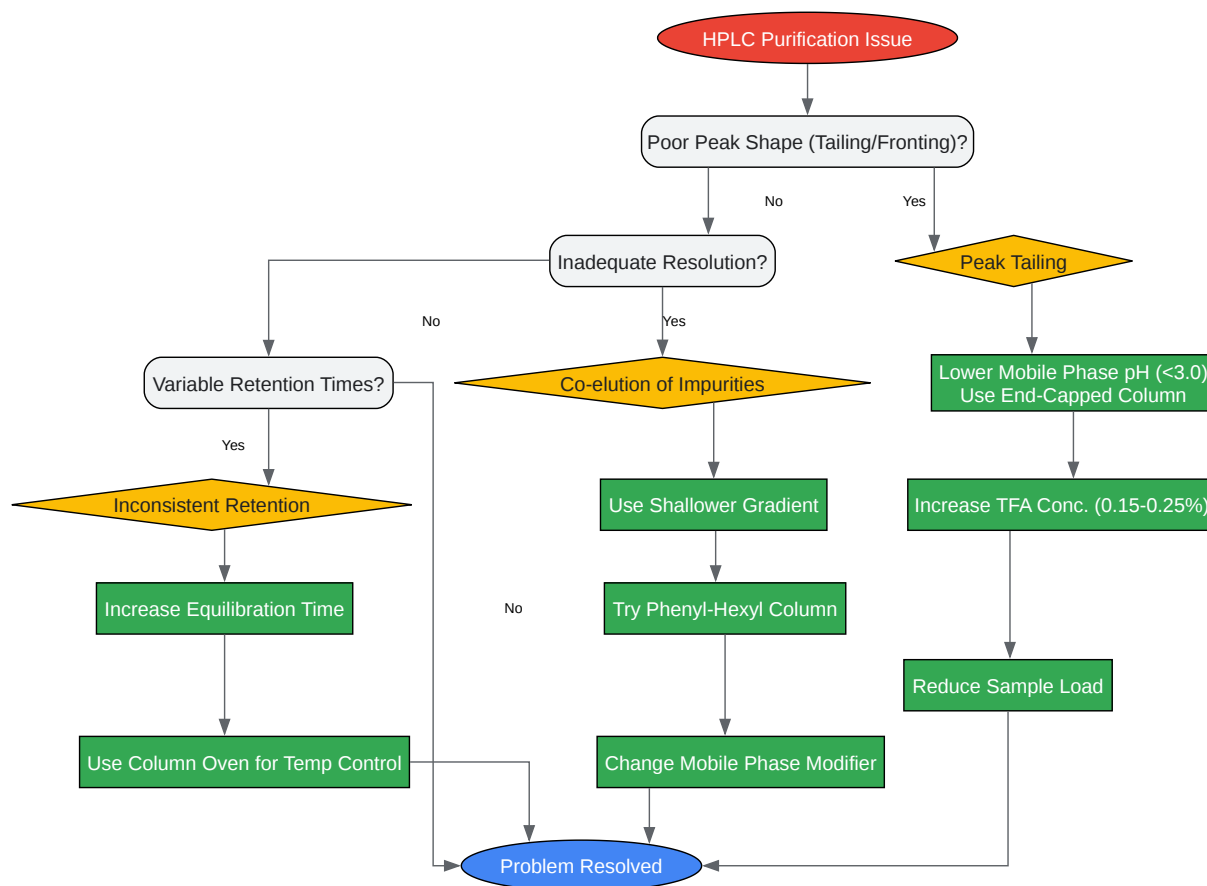 HPLC Purification Issue
Poor Peak Shape (Tailing/Fronting)?
No
Yes
Inadequate Resolution?
Peak Tailing
No
Yes
Variable Retention Times?
Co-elution of Impurities
Lower Mobile Phase pH (<3.0)
Use End-Capped Column
Yes
Inconsistent Retention
Use Shallower Gradient
Increase TFA Conc. (0.15-0.25%)
Increase Equilibration Time
No
Try Phenyl-Hexyl Column
Reduce Sample Load
Use Column Oven for Temp Control
Change Mobile Phase Modifier
Problem Resolved